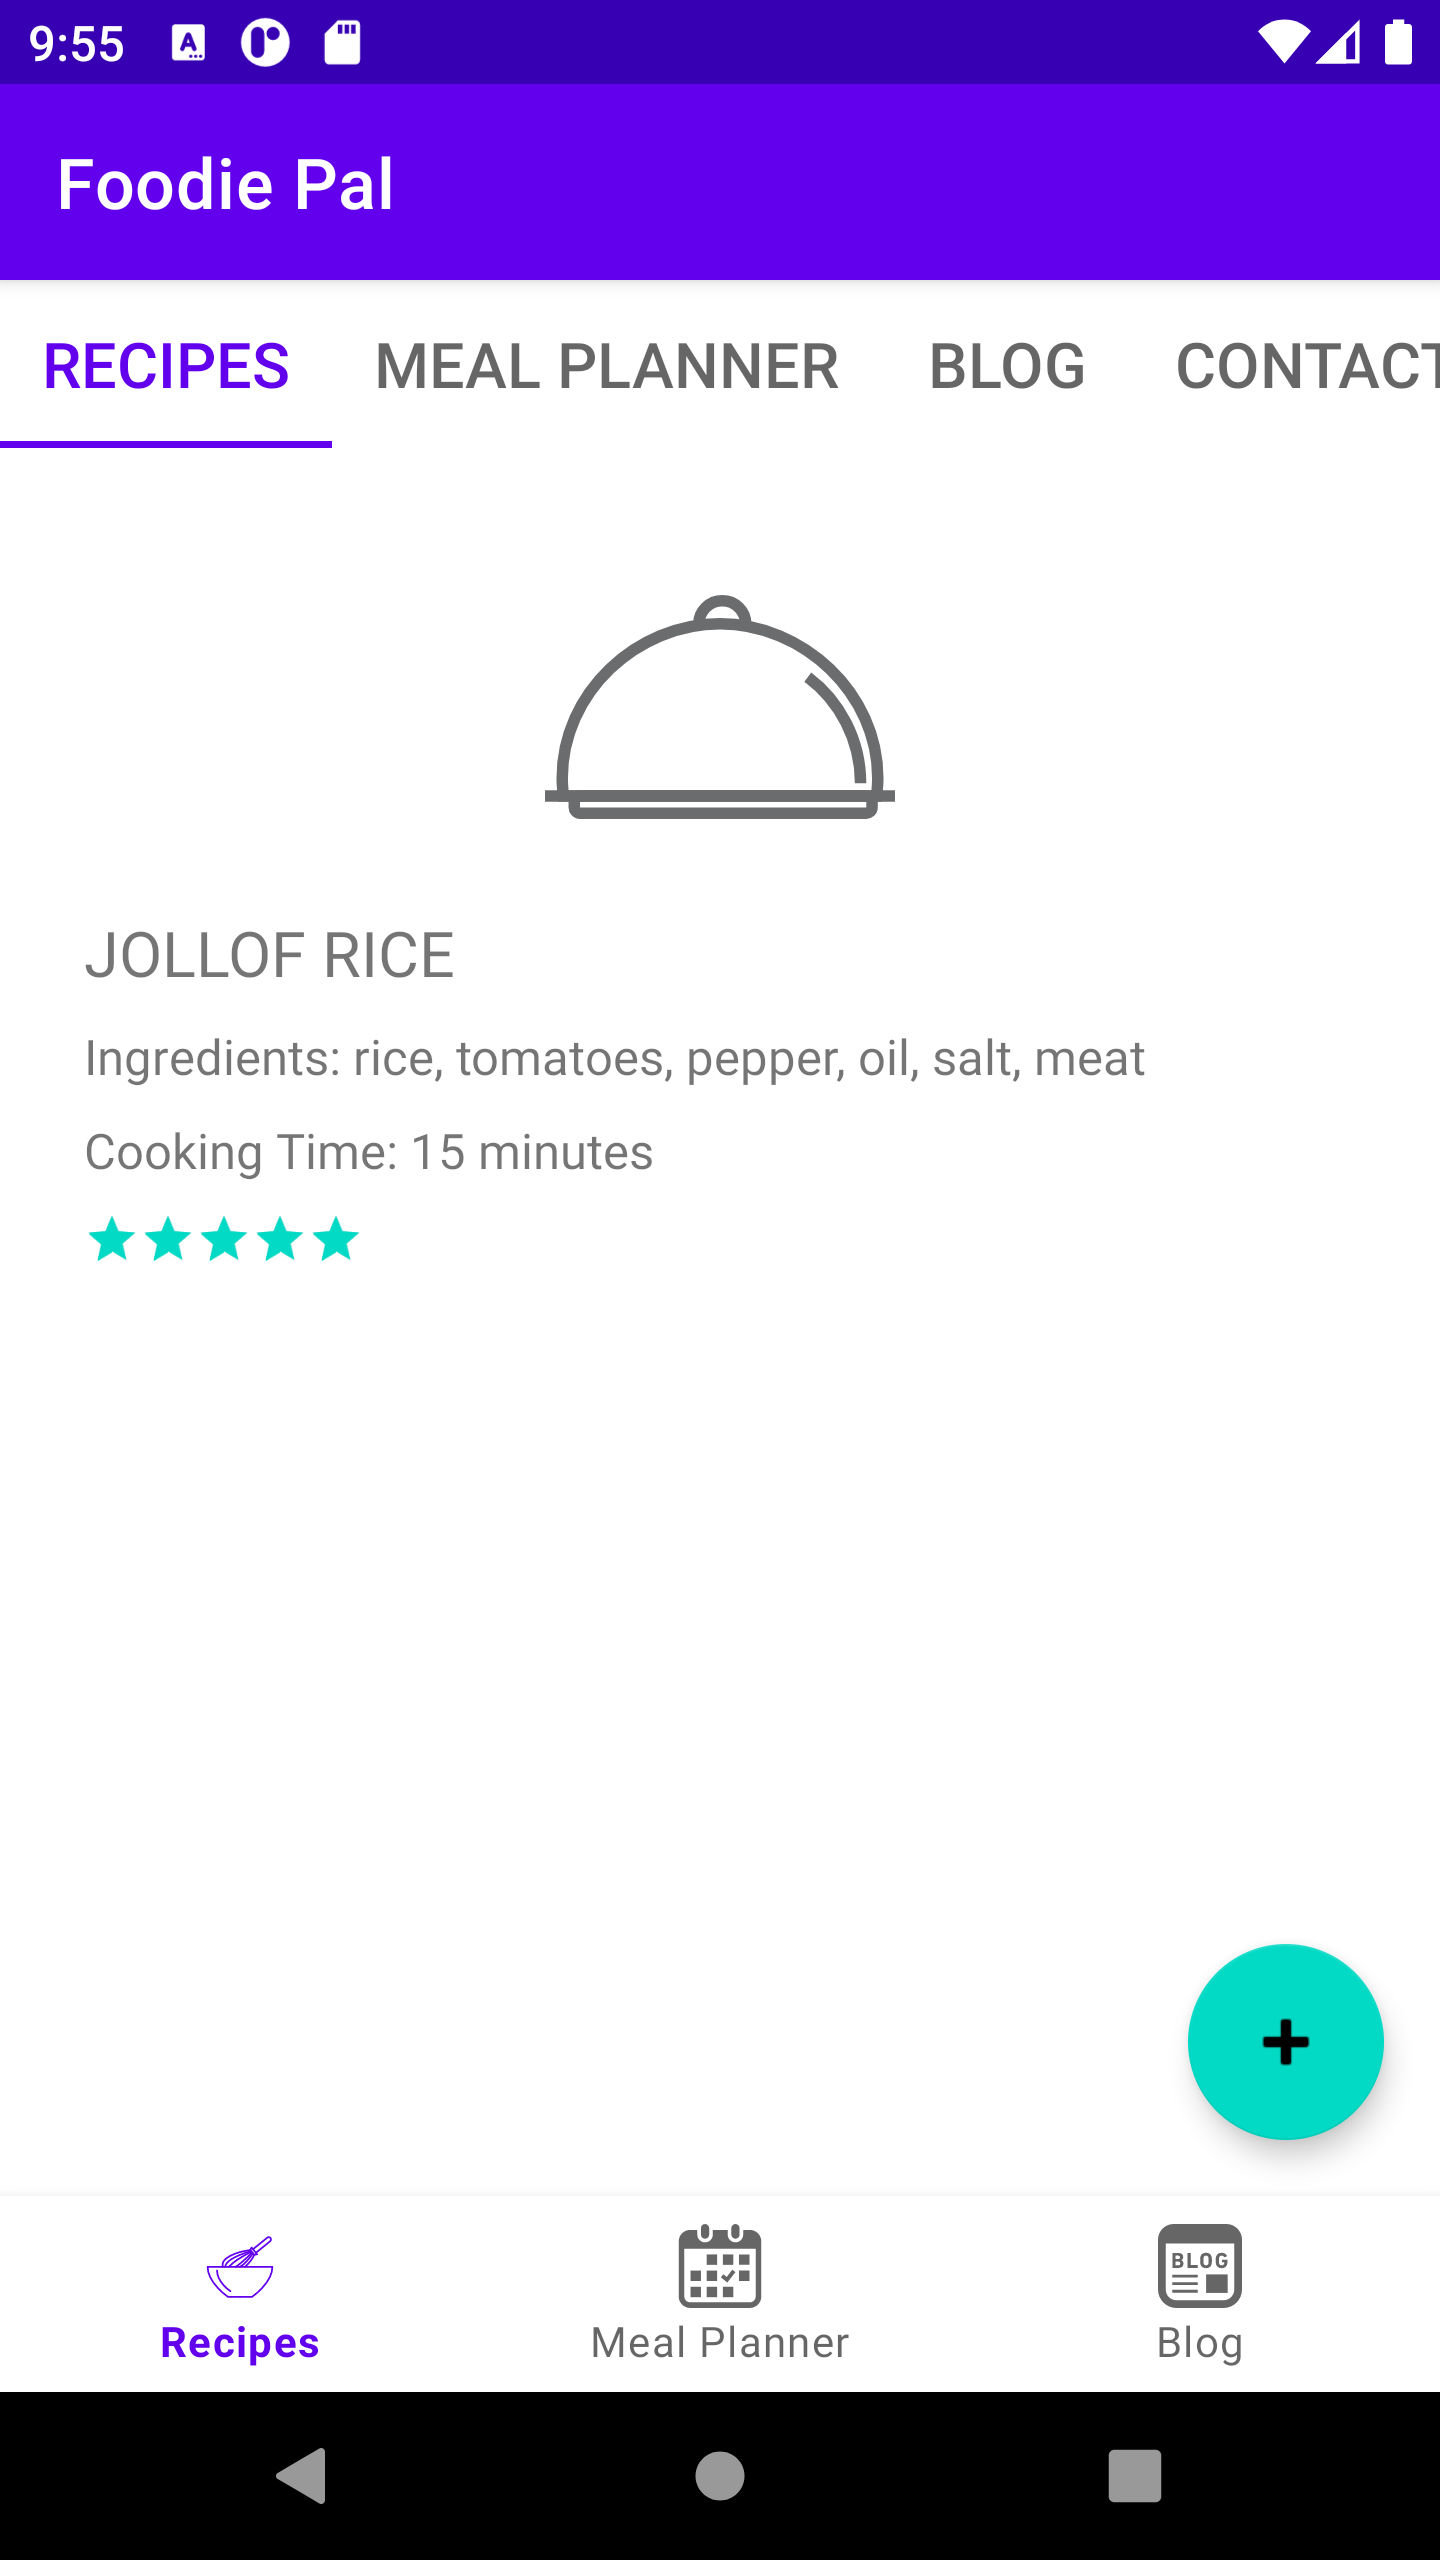 9:55
Foodie Pal
RECIPES MEAL PLANNER BLOG CONTACT
JOLLOF RICE
Ingredients: rice, tomatoes, pepper, oil, salt, meat
Cooking Time: 15 minutes
BLOG
Recipes Meal Planner Blog